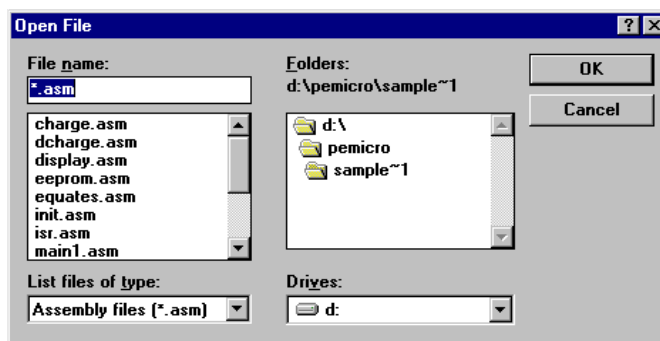 Open File
File name:
*.asm
charge.asm
dcharge.asm
display.asm
eeprom.asm
equates.asm
init.asm
isr.asm
main1.asm
List files of type:
Assembly files (*.asm)
Folders:
d:\pemicro\sample~1
d:\
pemicro
sample~1
Drives:
d:
OK
Cancel